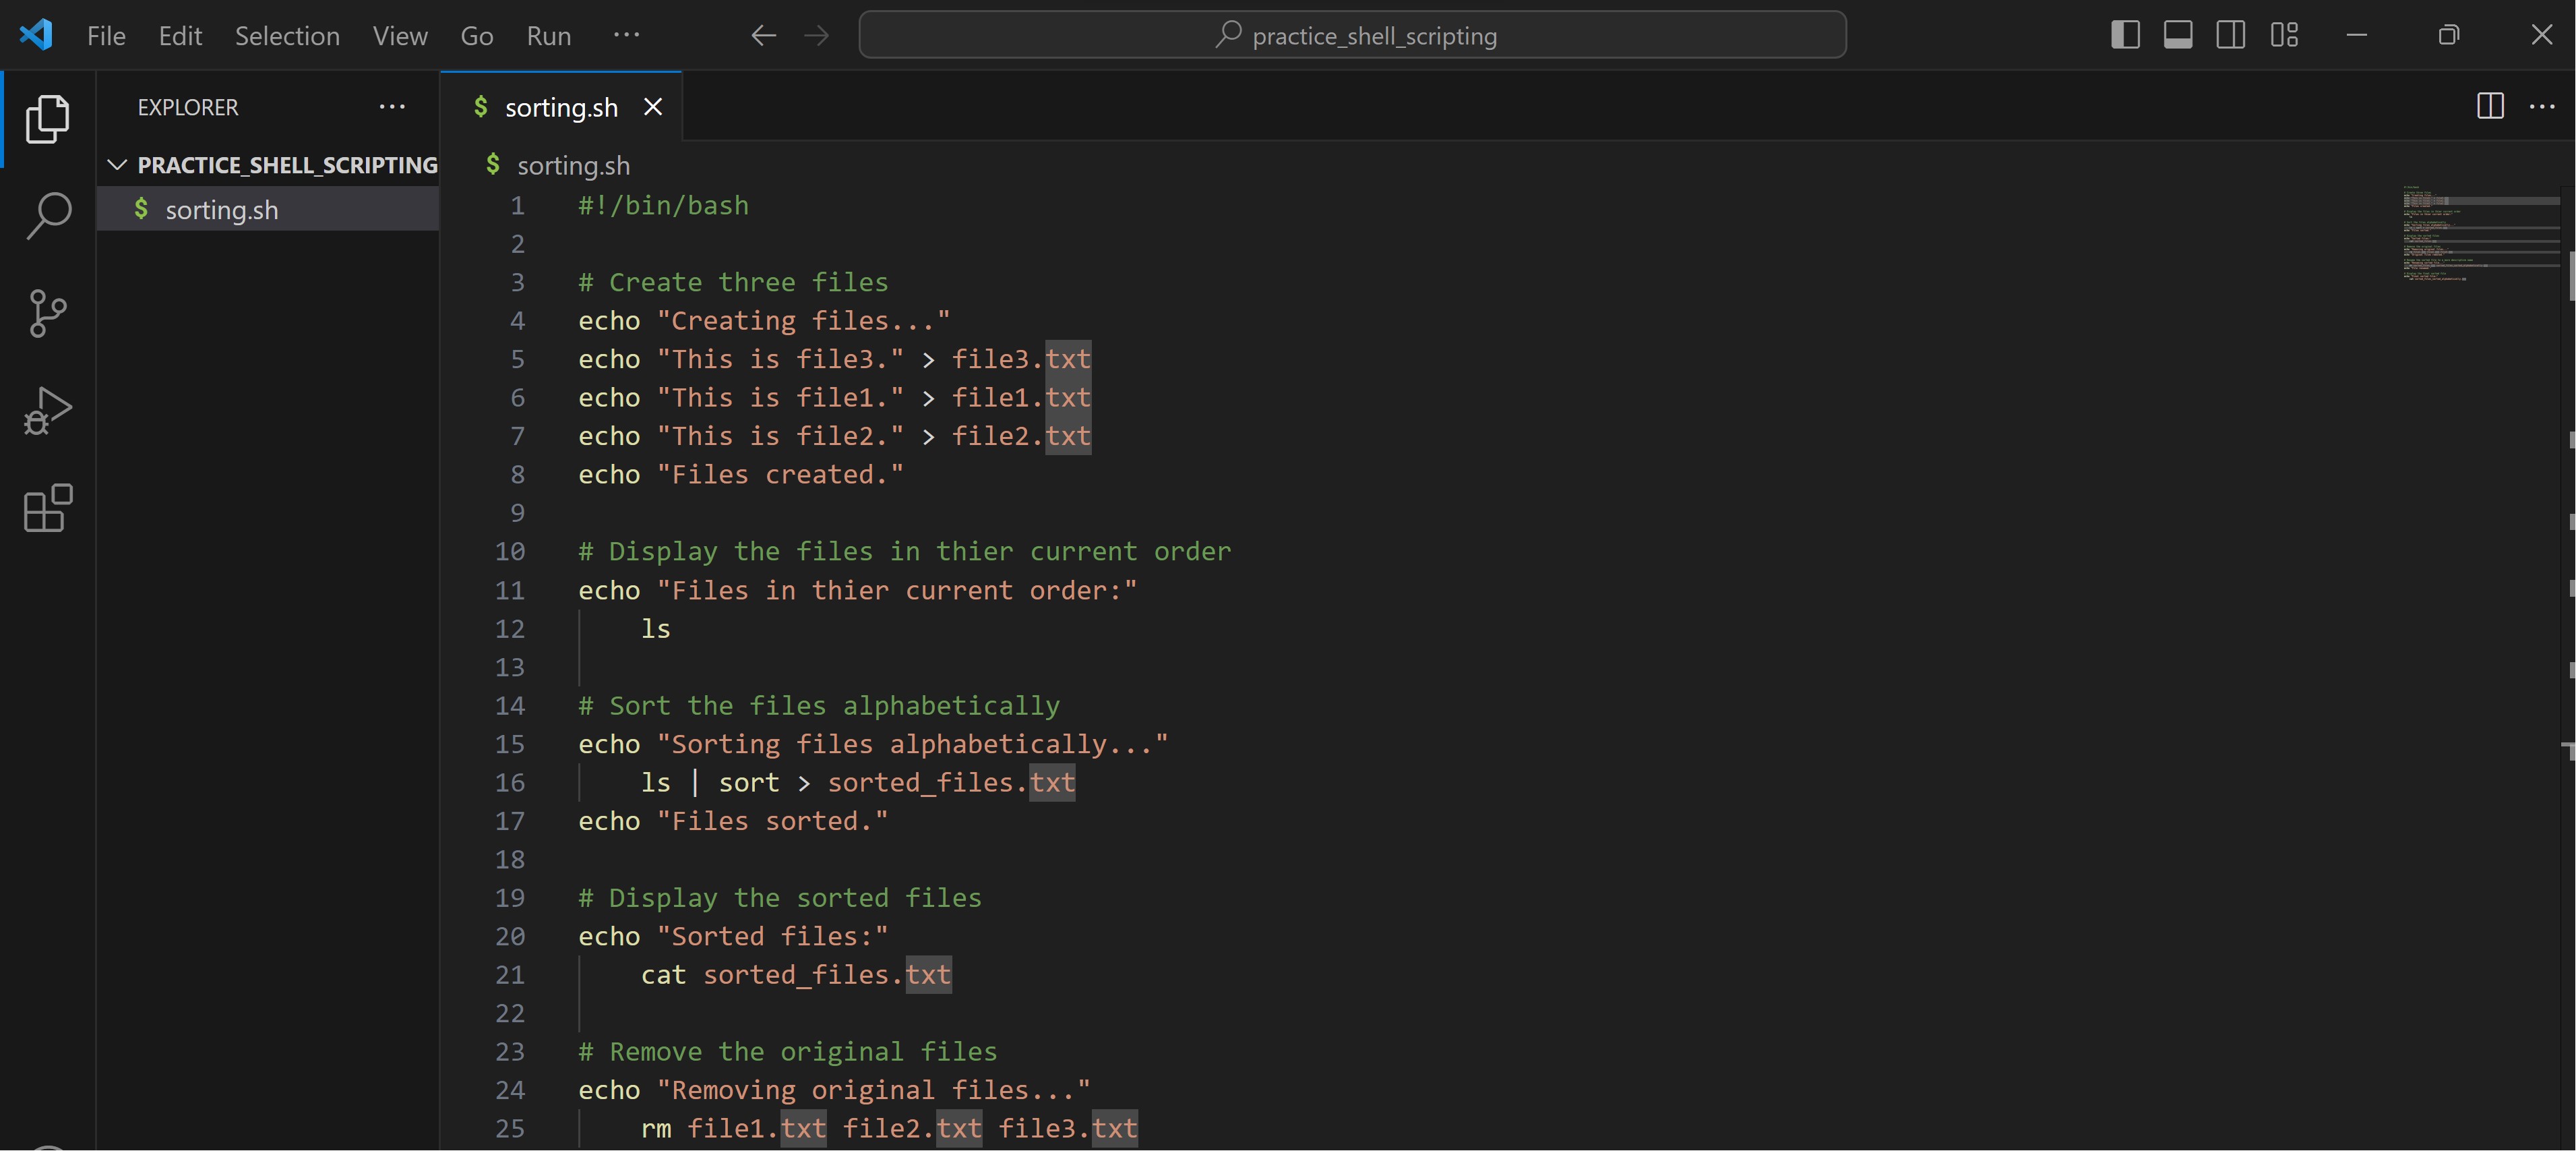 File Edit Selection View Go Run ··· practice_shell_scripting
EXPLORER ···
PRACTICE_SHELL_SCRIPTING
$ sorting.sh
$ sorting.sh
$ sorting.sh
1 #!/bin/bash
2
3 # Create three files
4 echo "Creating files..."
5 echo "This is file3." > file3.txt
6 echo "This is file1." > file1.txt
7 echo "This is file2." > file2.txt
8 echo "Files created."
9
10 # Display the files in thier current order
11 echo "Files in thier current order:"
12     ls
13
14 # Sort the files alphabetically
15 echo "Sorting files alphabetically..."
16     ls | sort > sorted_files.txt
17 echo "Files sorted."
18
19 # Display the sorted files
20 echo "Sorted files:"
21     cat sorted_files.txt
22
23 # Remove the original files
24 echo "Removing original files..."
25     rm file1.txt file2.txt file3.txt